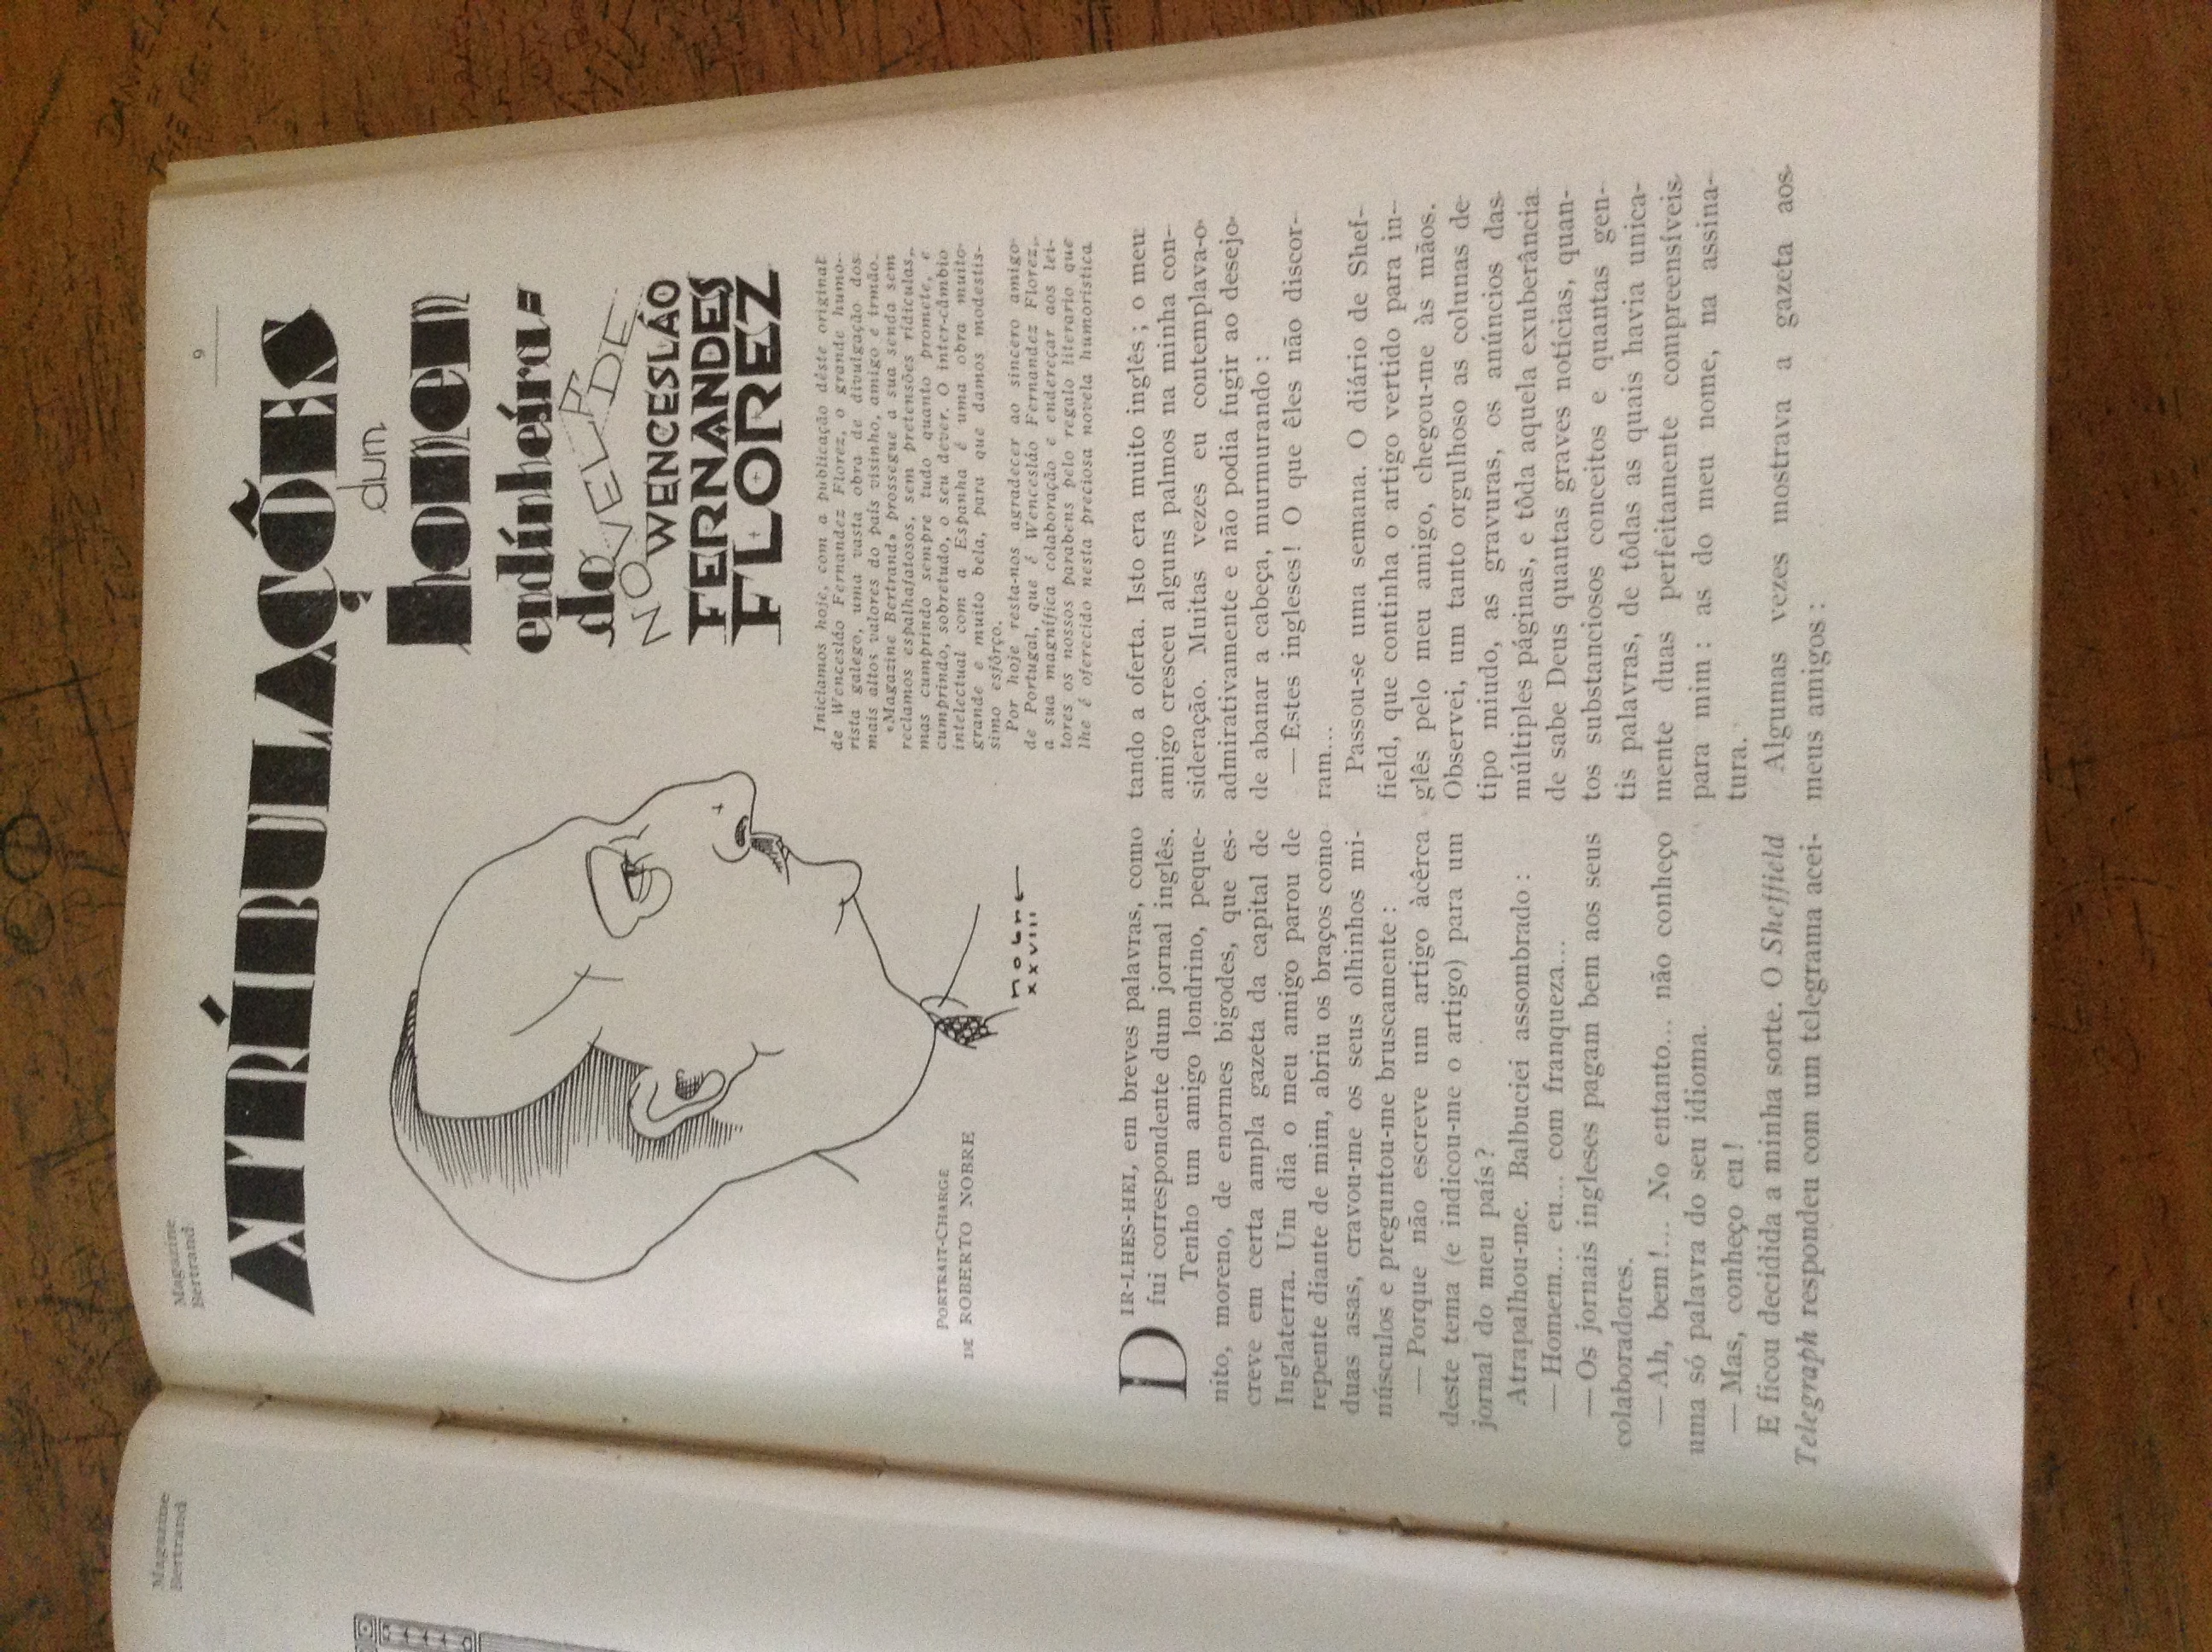 Magazine
Bertrand
Magazine
Bertrand
9
ATRÍBULAÇÕES
dum
homem
endinheira=
do
NOVELA DE
WENCESLÁO
FERNANDES
FLOREZ
nobre
XXVIII
PORTRAIT-CHARGE
DE ROBERTO NOBRE
Iniciamos hoje, com a publicação dêste original
de Wenceslão Fernandez Florez, o grande humo-
rista galego, uma vasta obra de divulgação dos
mais altos valores do país visinho, amigo e irmão.
«Magazine Bertrand» prossegue a sua senda sem
reclamos espalhafatosos, sem pretensões ridículas,
mas cumprindo sempre tudo quanto promete, e
cumprindo, sobretudo, o seu dever. O inter-câmbio
intelectual com a Espanha é uma obra muito
grande e muito bela, para que damos modestis-
simo esfôrço.
Por hoje resta-nos agradecer ao sincero amigo
de Portugal, que é Wenceslão Fernandez Florez,
a sua magnífica colaboração e endereçar aos lei-
tores os nossos parabens pelo regalo literario que
lhe é oferecido nesta preciosa novela humorística
DIR-LHES-HEI, em breves palavras, como
fui correspondente dum jornal inglês.
Tenho um amigo londrino, peque-
nito, moreno, de enormes bigodes, que es-
creve em certa ampla gazeta da capital de
Inglaterra. Um dia o meu amigo parou de
repente diante de mim, abriu os braços como
duas asas, cravou-me os seus olhinhos mi-
núsculos e preguntou-me bruscamente :
— Porque não escreve um artigo àcêrca
deste tema (e indicou-me o artigo) para um
jornal do meu país?
Atrapalhou-me. Balbuciei assombrado :
— Homem... eu... com franqueza...
— Os jornais ingleses pagam bem aos seus
colaboradores.
— Ah, bem!... No entanto... não conheço
uma só palavra do seu idioma.
— Mas, conheço eu!
E ficou decidida a minha sorte. O Sheffield
Telegraph respondeu com um telegrama acei-
tando a oferta. Isto era muito inglês ; o meu
amigo cresceu alguns palmos na minha con-
sideração. Muitas vezes eu contemplava-o
admirativamente e não podia fugir ao desejo
de abanar a cabeça, murmurando :
— Êstes ingleses! O que êles não discor-
ram...
Passou-se uma semana. O diário de Shef-
field, que continha o artigo vertido para in-
glês pelo meu amigo, chegou-me às mãos.
Observei, um tanto orgulhoso as colunas de
tipo miudo, as gravuras, os anúncios das
múltiples páginas, e tôda aquela exuberância
de sabe Deus quantas graves notícias, quan-
tos substanciosos conceitos e quantas gen-
tis palavras, de tôdas as quais havia unica-
mente duas perfeitamente compreensíveis
para mim : as do meu nome, na assina-
tura.
Algumas vezes mostrava a gazeta aos
meus amigos :